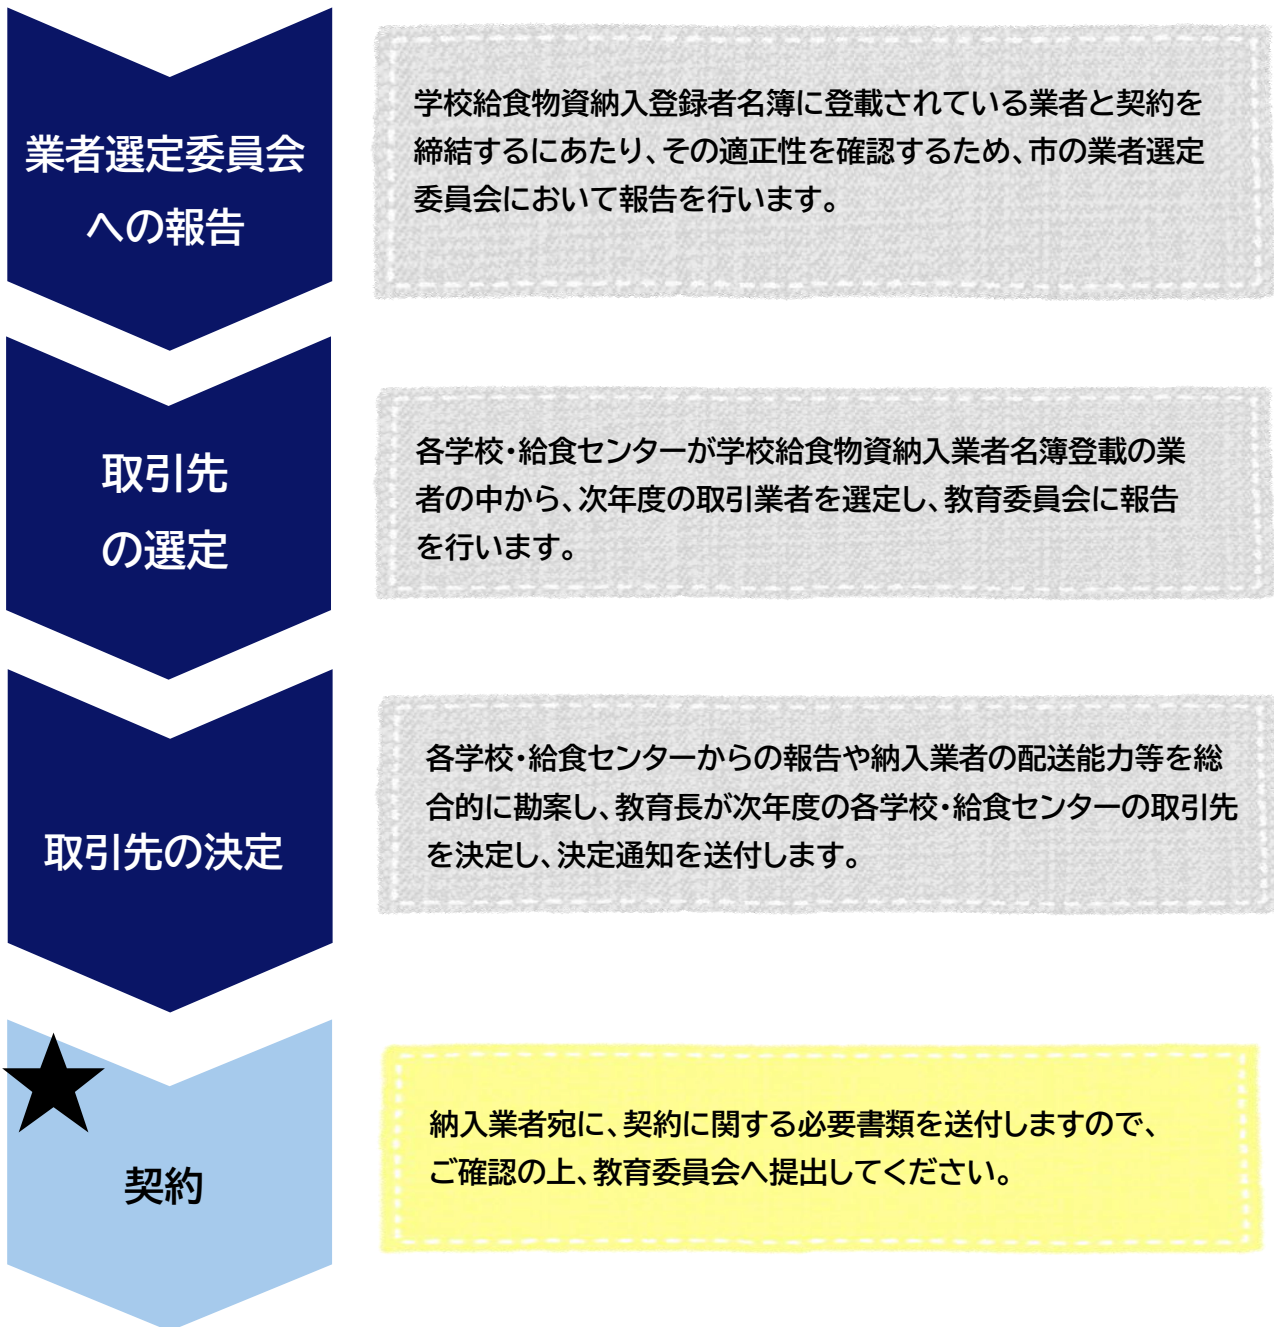 業者選定委員会
への報告
学校給食物資納入登録者名簿に登載されている業者と契約を
締結するにあたり、その適正性を確認するため、市の業者選定
委員会において報告を行います。
取引先
の選定
各学校・給食センターが学校給食物資納入業者名簿登載の業
者の中から、次年度の取引業者を選定し、教育委員会に報告
を行います。
取引先の決定
各学校・給食センターからの報告や納入業者の配送能力等を総
合的に勘案し、教育長が次年度の各学校・給食センターの取引先
を決定し、決定通知を送付します。
契約
納入業者宛に、契約に関する必要書類を送付しますので、
ご確認の上、教育委員会へ提出してください。